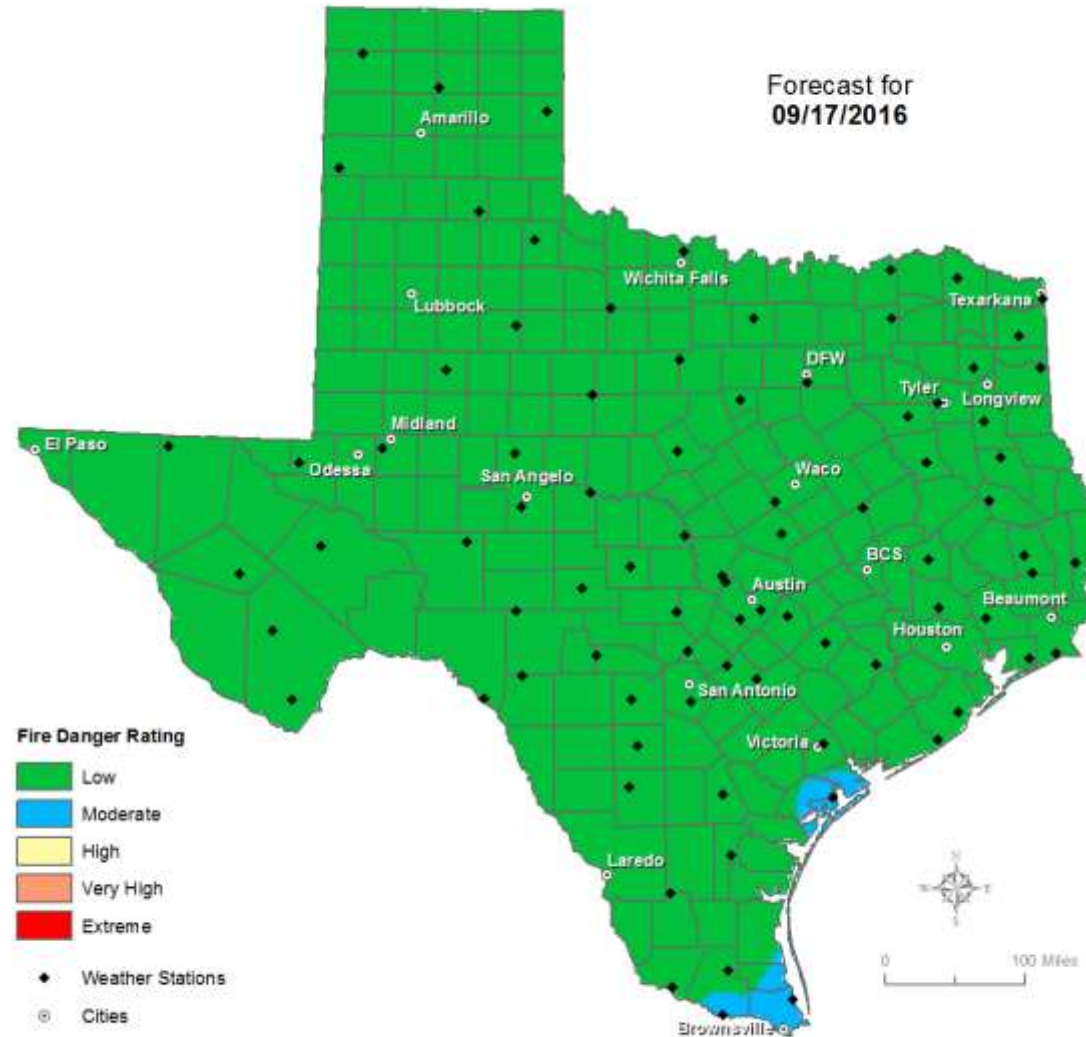 Forecast for
09/17/2016
Amarillo
Wichita Falls
Lubbock
Texarkana
DFW
Tyler
Longview
Midland
El Paso
Odessa
San Angelo
Waco
BCS
Austin
Beaumont
Houston
San Antonio
Victoria
Laredo
Brownsville
Fire Danger Rating
Low
Moderate
High
Very High
Extreme
Weather Stations
Cities
N
W
E
S
0
100 Miles